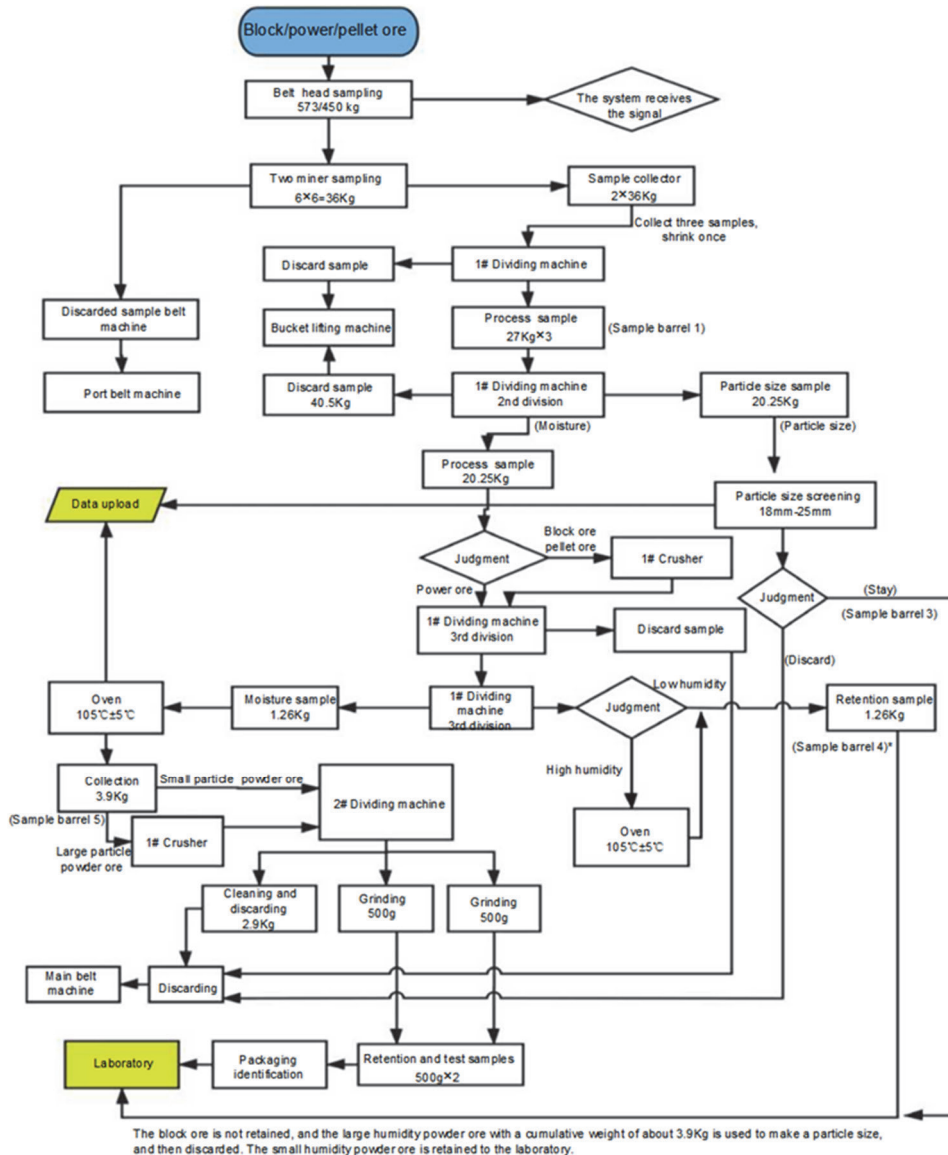 Block/power/pellet ore
Belt head sampling
573/450 kg
The system receives
the signal
Two miner sampling
6×6=36Kg
Sample collector
2×36Kg
Collect three samples,
shrink once
Discard sample
1# Dividing machine
Discarded sample belt
machine
Bucket lifting machine
Process sample
27Kg×3
(Sample barrel 1)
Port belt machine
Discard sample
40.5Kg
1# Dividing machine
2nd division
Particle size sample
20.25Kg
(Moisture)
(Particle size)
Process sample
20.25Kg
Data upload
Particle size screening
18mm-25mm
Judgment
Block ore
pellet ore
1# Crusher
Judgment
(Stay)
(Sample barrel 3)
Power ore
1# Dividing machine
3rd division
Discard sample
(Discard)
Oven
105℃±5℃
Moisture sample
1.26Kg
1# Dividing
machine
3rd division
Judgment
Low humidity
Retention sample
1.26Kg
(Sample barrel 4)*
High humidity
Collection
3.9Kg
Small particle powder ore
(Sample barrel 5)
2# Dividing machine
Large particle
powder ore
1# Crusher
Oven
105℃±5℃
Cleaning and
discarding
2.9Kg
Grinding
500g
Grinding
500g
Main belt
machine
Discarding
Laboratory
Packaging
identification
Retention and test samples
500g×2
The block ore is not retained, and the large humidity powder ore with a cumulative weight of about 3.9Kg is used to make a particle size,
and then discarded. The small humidity powder ore is retained to the laboratory.